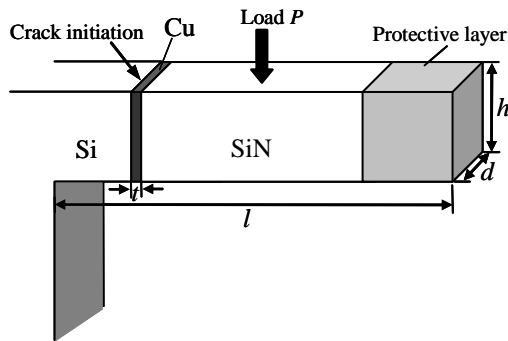 Crack initiation
Cu
Load P
Protective layer
Si
SiN
h
d
t
l